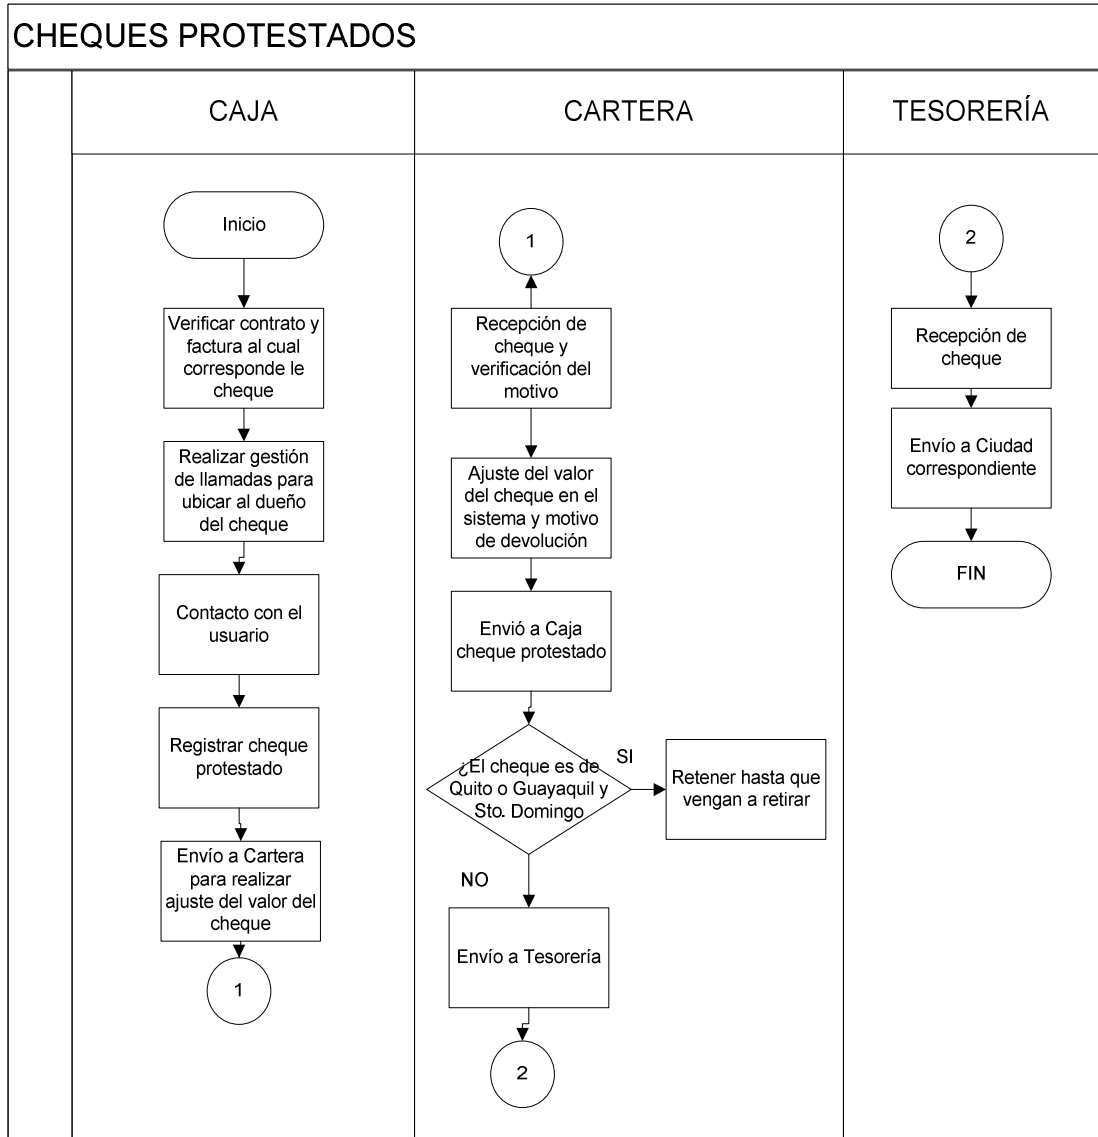 CHEQUES PROTESTADOS
CAJA
CARTERA
TESORERÍA
Inicio
Verificar contrato y
factura al cual
corresponde le
cheque
Realizar gestión
de llamadas para
ubicar al dueño
del cheque
Contacto con el
usuario
Registrar cheque
protestado
Envío a Cartera
para realizar
ajuste del valor del
cheque
1
1
Recepción de
cheque y
verificación del
motivo
Ajuste del valor
del cheque en el
sistema y motivo
de devolución
Envió a Caja
cheque protestado
¿El cheque es de
Quito o Guayaquil y
Sto. Domingo
SI
Retener hasta que
vengan a retirar
NO
Envío a Tesorería
2
2
Recepción de
cheque
Envío a Ciudad
correspondiente
FIN